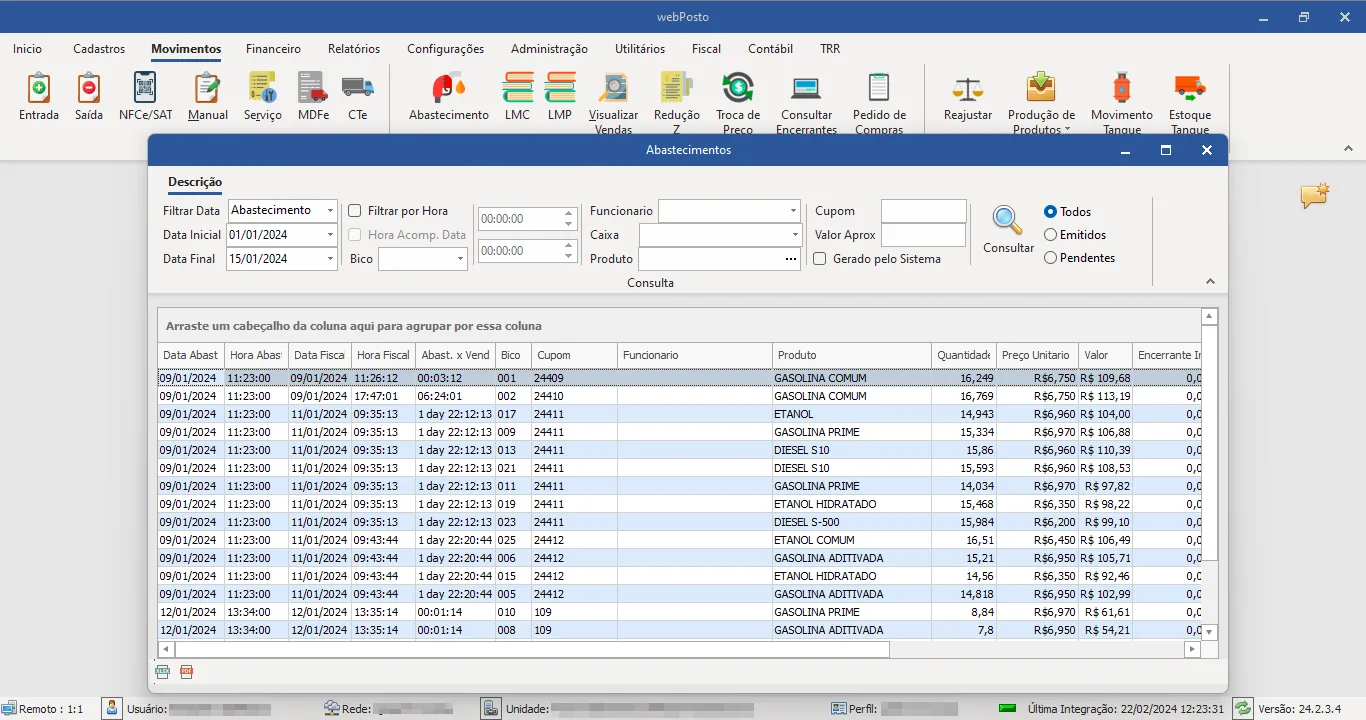 webPosto
Inicio Cadastros Movimentos Financeiro Relatórios Configurações Administração Utilitários Fiscal Contábil TRR
Entrada Saída NFCe/SAT Manual Serviço MDFe CTe Abastecimento LMC LMP Visualizar Vendas Redução Z Troca de Preço Consultar Encerrantes Pedido de Compras Reajustar Produção de Produtos Movimento Tanque Estoque Tanque
Abastecimentos
Descrição
Filtrar Data Abastecimento Filtrar por Hora 00:00:00 Funcionario Cupom Todos
Data Inicial 01/01/2024 Hora Acomp. Data Caixa Valor Aprox Consultar Emitidos
Data Final 15/01/2024 Bico 00:00:00 Produto ... Gerado pelo Sistema Pendentes
Consulta
Arraste um cabeçalho da coluna aqui para agrupar por essa coluna
Data Abast Hora Abast Data Fiscal Hora Fiscal Abast. x Vend Bico Cupom Funcionario Produto Quantidade Preço Unitario Valor Encerrante In
09/01/2024 11:23:00 09/01/2024 11:26:12 00:03:12 001 24409 GASOLINA COMUM 16,249 R$6,750 R$ 109,68 0,0
09/01/2024 11:23:00 09/01/2024 17:47:01 06:24:01 002 24410 GASOLINA COMUM 16,769 R$6,750 R$ 113,19 0,0
09/01/2024 11:23:00 11/01/2024 09:35:13 1 day 22:12:13 017 24411 ETANOL 14,943 R$6,960 R$ 104,00 0,0
09/01/2024 11:23:00 11/01/2024 09:35:13 1 day 22:12:13 009 24411 GASOLINA PRIME 15,334 R$6,970 R$ 106,88 0,0
09/01/2024 11:23:00 11/01/2024 09:35:13 1 day 22:12:13 013 24411 DIESEL S10 15,86 R$6,960 R$ 110,39 0,0
09/01/2024 11:23:00 11/01/2024 09:35:13 1 day 22:12:13 021 24411 DIESEL S10 15,593 R$6,960 R$ 108,53 0,0
09/01/2024 11:23:00 11/01/2024 09:35:13 1 day 22:12:13 011 24411 GASOLINA PRIME 14,034 R$6,970 R$ 97,82 0,0
09/01/2024 11:23:00 11/01/2024 09:35:13 1 day 22:12:13 019 24411 ETANOL HIDRATADO 15,468 R$6,350 R$ 98,22 0,0
09/01/2024 11:23:00 11/01/2024 09:35:13 1 day 22:12:13 023 24411 DIESEL S-500 15,984 R$6,200 R$ 99,10 0,0
09/01/2024 11:23:00 11/01/2024 09:43:44 1 day 22:20:44 025 24412 ETANOL COMUM 16,51 R$6,450 R$ 106,49 0,0
09/01/2024 11:23:00 11/01/2024 09:43:44 1 day 22:20:44 006 24412 GASOLINA ADITIVADA 15,21 R$6,950 R$ 105,71 0,0
09/01/2024 11:23:00 11/01/2024 09:43:44 1 day 22:20:44 015 24412 ETANOL HIDRATADO 14,56 R$6,350 R$ 92,46 0,0
09/01/2024 11:23:00 11/01/2024 09:43:44 1 day 22:20:44 005 24412 GASOLINA ADITIVADA 14,818 R$6,950 R$ 102,99 0,0
12/01/2024 13:34:00 12/01/2024 13:35:14 00:01:14 010 109 GASOLINA PRIME 8,84 R$6,970 R$ 61,61 0,0
12/01/2024 13:34:00 12/01/2024 13:35:14 00:01:14 008 109 GASOLINA ADITIVADA 7,8 R$6,950 R$ 54,21 0,0
Remoto : 1:1 Usuário: Rede: Unidade: Perfil: Última Integração: 22/02/2024 12:23:31 Versão: 24.2.3.4